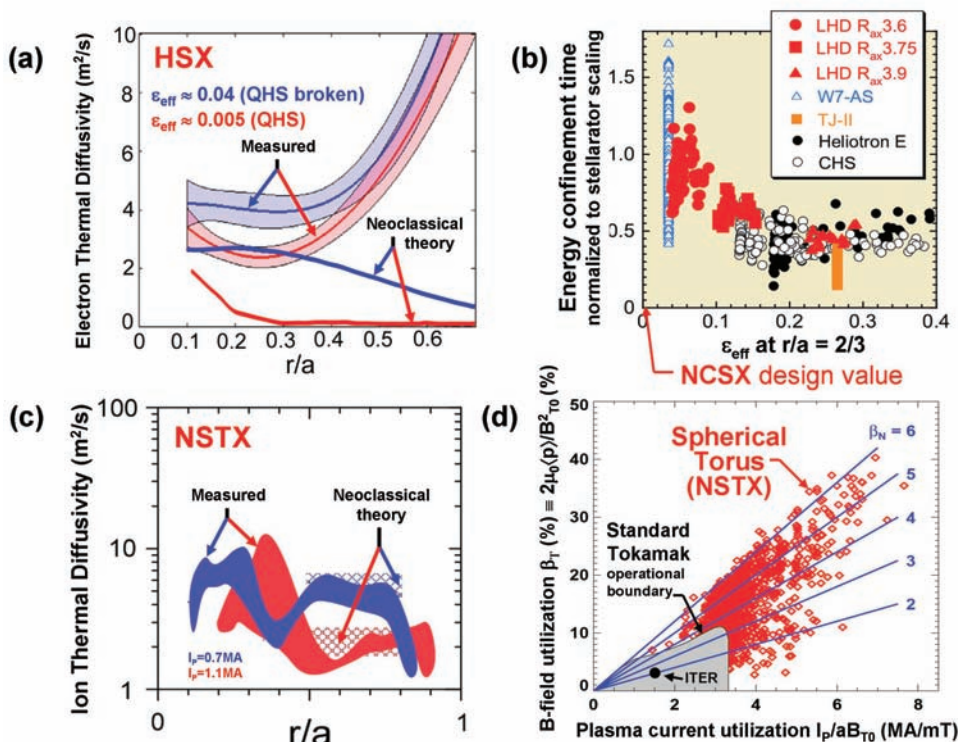 (a)
HSX
ε_eff ≈ 0.04 (QHS broken)
ε_eff ≈ 0.005 (QHS)
Measured
Neoclassical
theory
Electron Thermal Diffusivity (m²/s)
10
8
6
4
2
0
0.1 0.2 0.3 0.4 0.5 0.6
r/a
(b)
LHD R_ax3.6
LHD R_ax3.75
LHD R_ax3.9
W7-AS
TJ-II
Heliotron E
CHS
Energy confinement time
normalized to stellarator scaling
1.5
1.0
0.5
0
0.1 0.2 0.3 0.4
ε_eff at r/a = 2/3
NCSX design value
(c)
NSTX
Measured
Neoclassical
theory
Ion Thermal Diffusivity (m²/s)
100
10
1
I_P=0.7MA
I_P=1.1MA
0 1
r/a
(d)
β_N = 6
5
4
3
2
Spherical
Torus
(NSTX)
Standard
Tokamak
operational
boundary
ITER
B-field utilization β_T (%) ≡ 2μ₀⟨p⟩/B²_T0 (%)
50
40
30
20
10
0
0 2 4 6 8
Plasma current utilization I_P/aB_T0 (MA/mT)